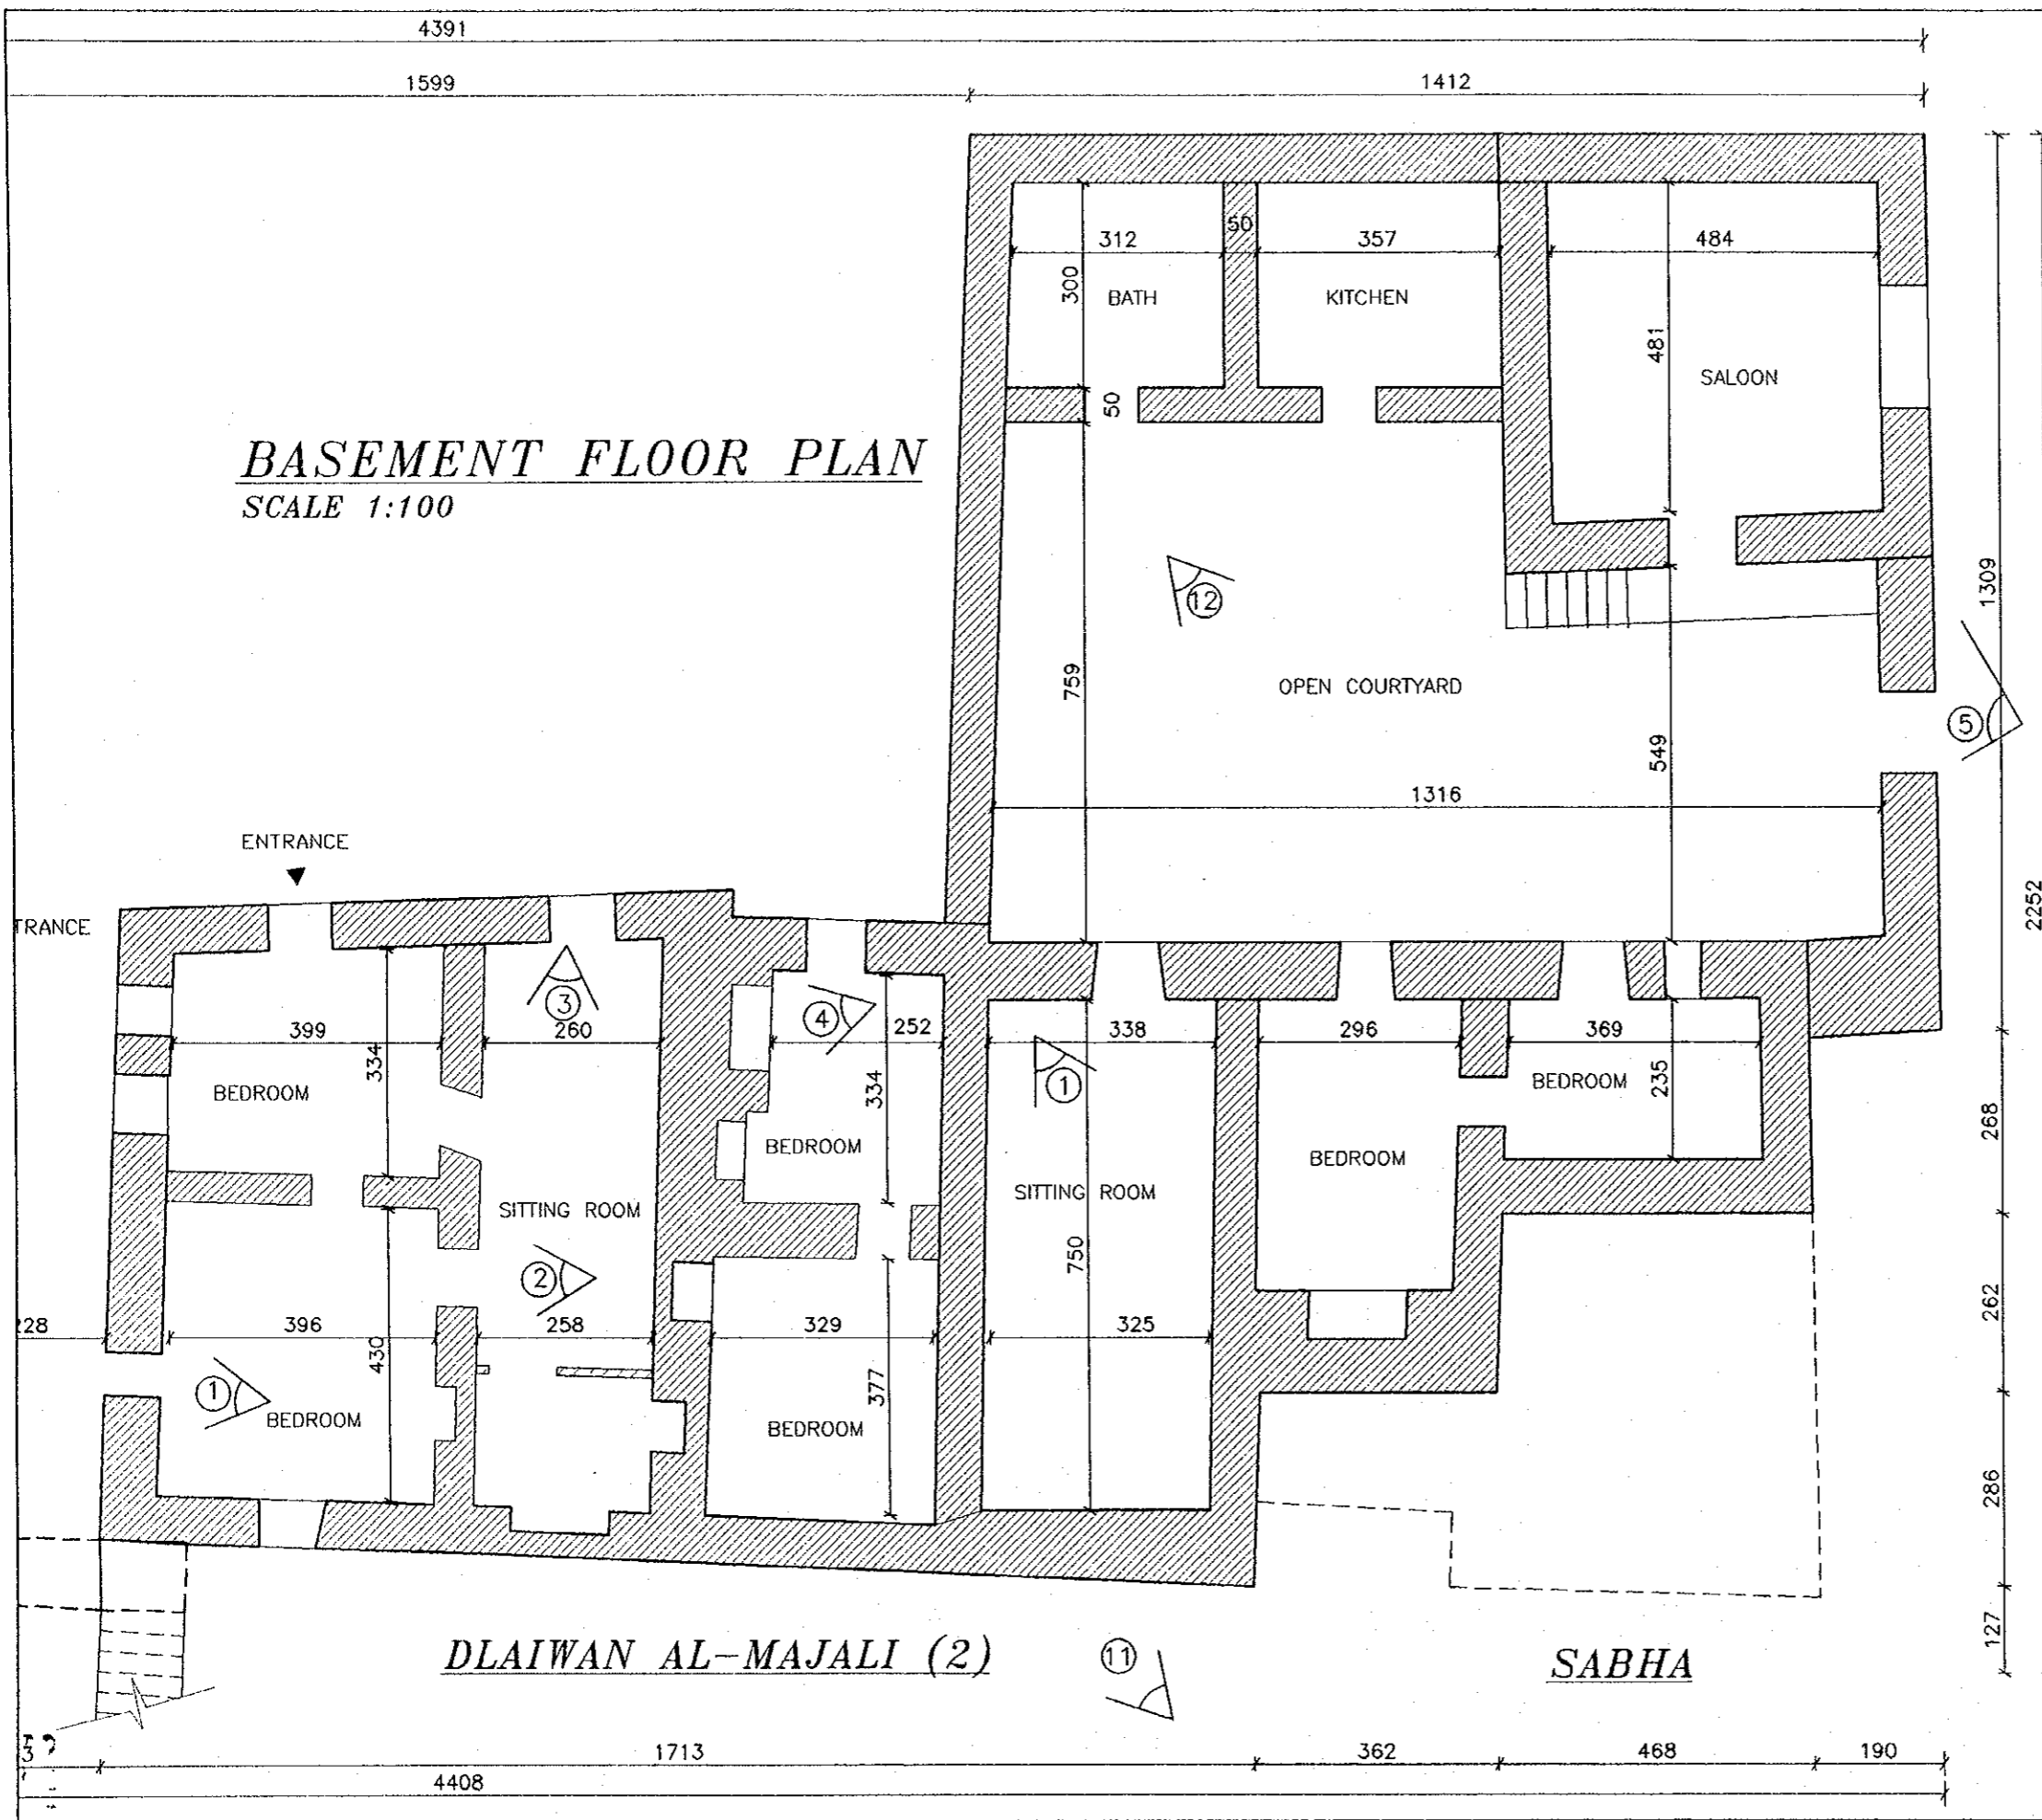 4391
1599 1412
312 50 357 484
300 BATH KITCHEN
481
SALOON
50
BASEMENT FLOOR PLAN
SCALE 1:100
12
1309
759
OPEN COURTYARD
5
549
1316
ENTRANCE
TRANCE
2252
3 4
399 260 252 338 296 369
334 334 1 235
BEDROOM BEDROOM
268
BEDROOM BEDROOM
SITTING ROOM SITTING ROOM
2 750
262
228 396 258 329 325
430
377
1
BEDROOM BEDROOM
286
127
DLAIWAN AL-MAJALI (2) 11 SABHA
1713 362 468 190
4408